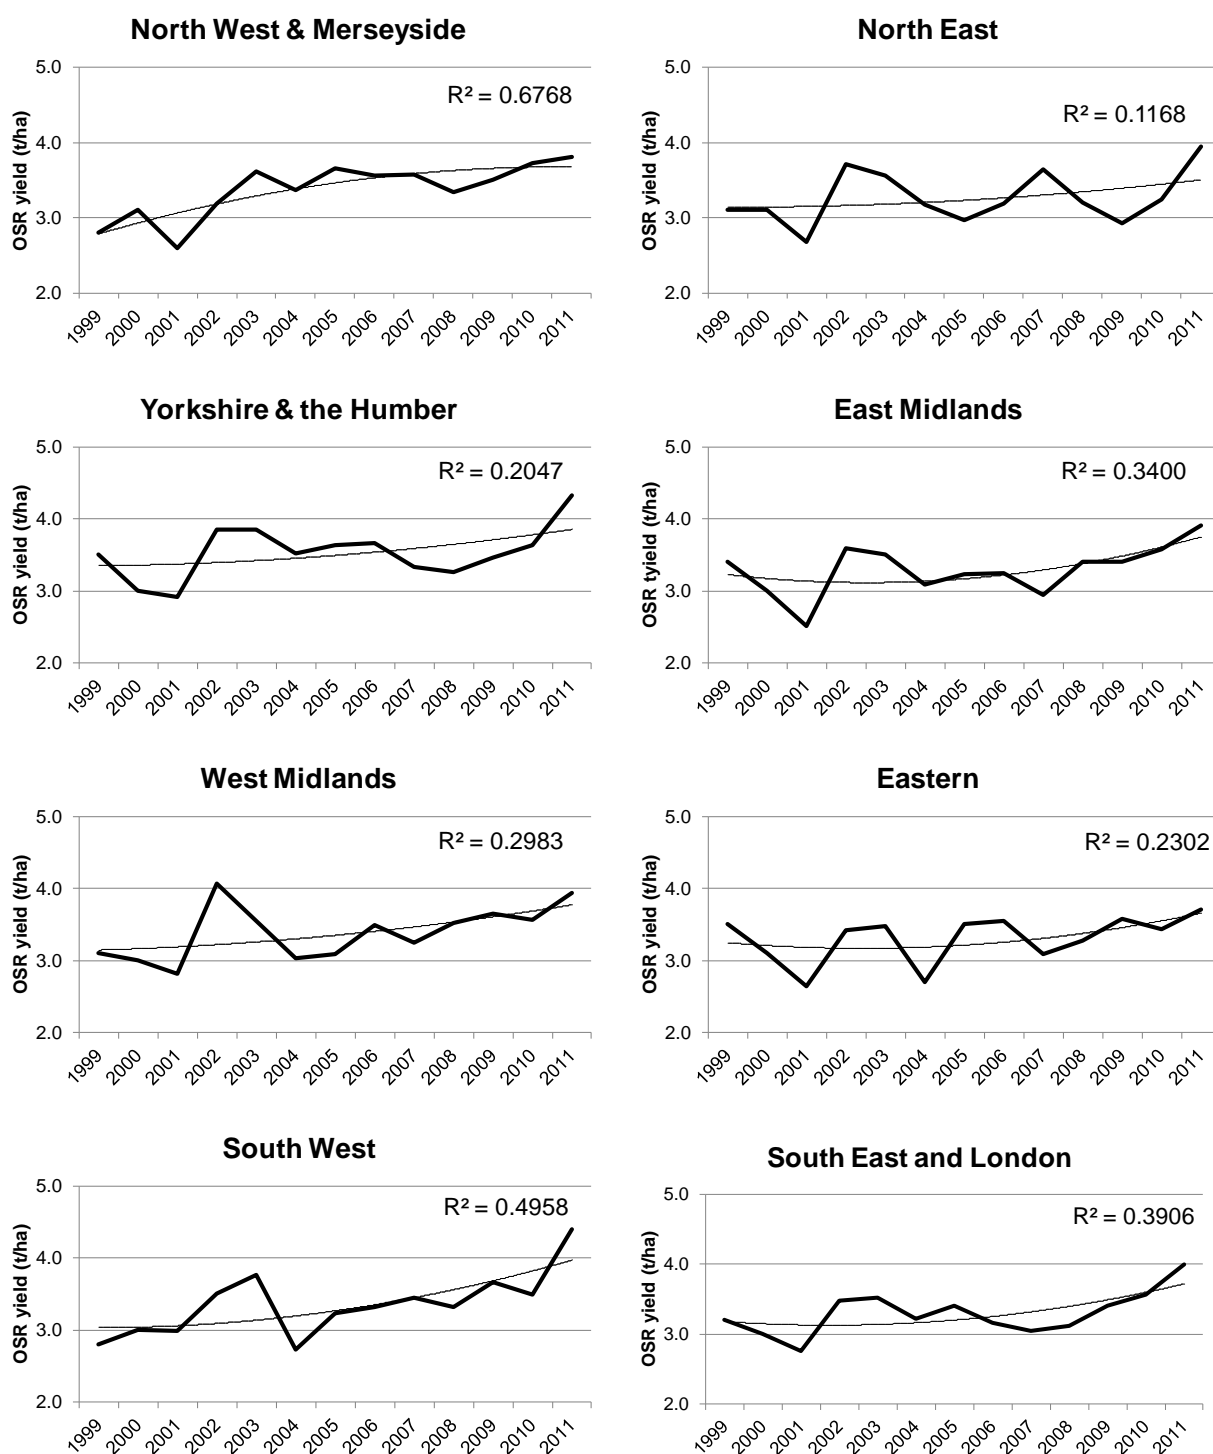 North West & Merseyside
OSR yield (t/ha)
5.0
4.0
3.0
2.0
R² = 0.6768
1999 2000 2001 2002 2003 2004 2005 2006 2007 2008 2009 2010 2011
North East
OSR yield (t/ha)
5.0
4.0
3.0
2.0
R² = 0.1168
1999 2000 2001 2002 2003 2004 2005 2006 2007 2008 2009 2010 2011
Yorkshire & the Humber
OSR yield (t/ha)
5.0
4.0
3.0
2.0
R² = 0.2047
1999 2000 2001 2002 2003 2004 2005 2006 2007 2008 2009 2010 2011
East Midlands
OSR tyield (t/ha)
5.0
4.0
3.0
2.0
R² = 0.3400
1999 2000 2001 2002 2003 2004 2005 2006 2007 2008 2009 2010 2011
West Midlands
OSR yield (t/ha)
5.0
4.0
3.0
2.0
R² = 0.2983
1999 2000 2001 2002 2003 2004 2005 2006 2007 2008 2009 2010 2011
Eastern
OSR yield (t/ha)
5.0
4.0
3.0
2.0
R² = 0.2302
1999 2000 2001 2002 2003 2004 2005 2006 2007 2008 2009 2010 2011
South West
OSR yield (t/ha)
5.0
4.0
3.0
2.0
R² = 0.4958
1999 2000 2001 2002 2003 2004 2005 2006 2007 2008 2009 2010 2011
South East and London
OSR yield (t/ha)
5.0
4.0
3.0
2.0
R² = 0.3906
1999 2000 2001 2002 2003 2004 2005 2006 2007 2008 2009 2010 2011